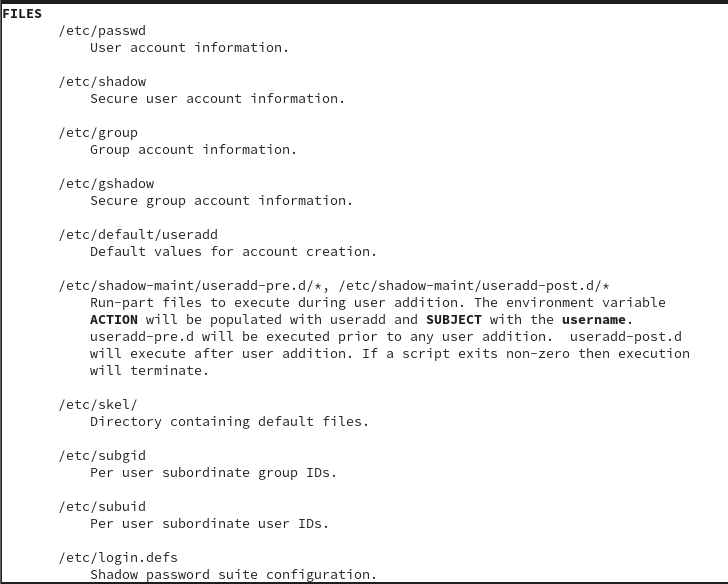 FILES
/etc/passwd
User account information.
/etc/shadow
Secure user account information.
/etc/group
Group account information.
/etc/gshadow
Secure group account information.
/etc/default/useradd
Default values for account creation.
/etc/shadow-maint/useradd-pre.d/*, /etc/shadow-maint/useradd-post.d/*
Run-part files to execute during user addition. The environment variable
ACTION will be populated with useradd and SUBJECT with the username.
useradd-pre.d will be executed prior to any user addition.  useradd-post.d
will execute after user addition. If a script exits non-zero then execution
will terminate.
/etc/skel/
Directory containing default files.
/etc/subgid
Per user subordinate group IDs.
/etc/subuid
Per user subordinate user IDs.
/etc/login.defs
Shadow password suite configuration.